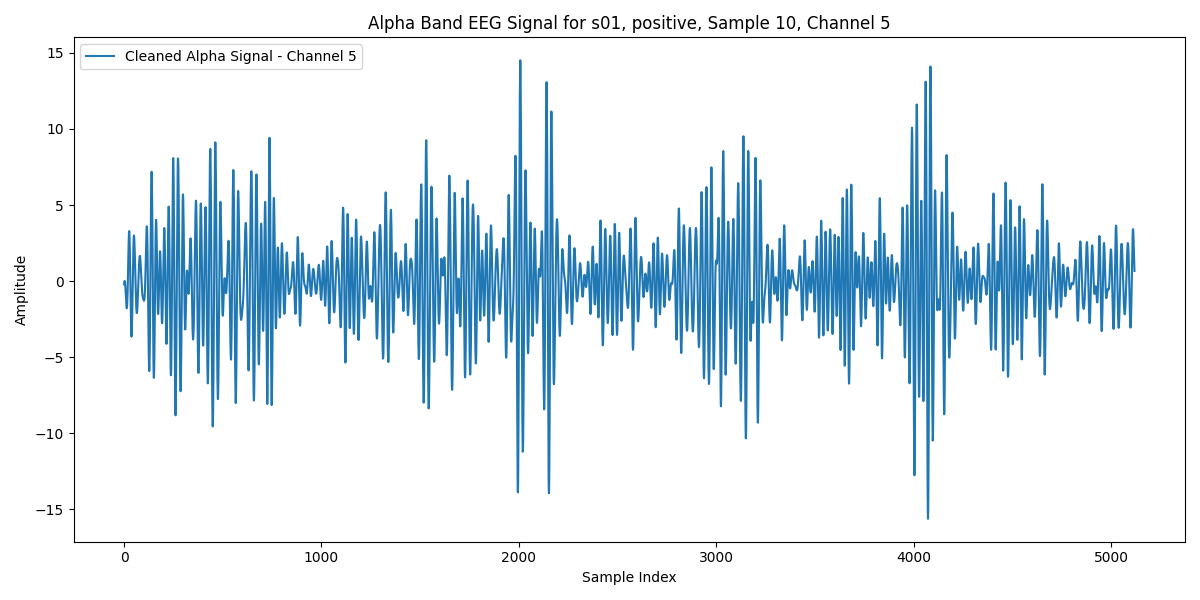 Alpha Band EEG Signal for s01, positive, Sample 10, Channel 5
Cleaned Alpha Signal - Channel 5
Amplitude
15
10
5
0
−5
−10
−15
0 1000 2000 3000 4000 5000
Sample Index